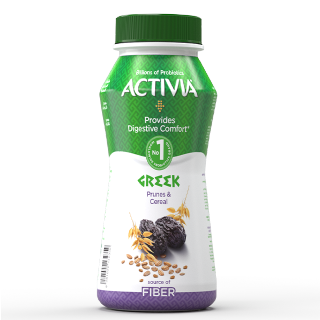 Billions of Probiotics
ACTIVIA
Provides
Digestive Comfort*
No 1
GREEK
Prunes &
Cereal
source of
FIBER